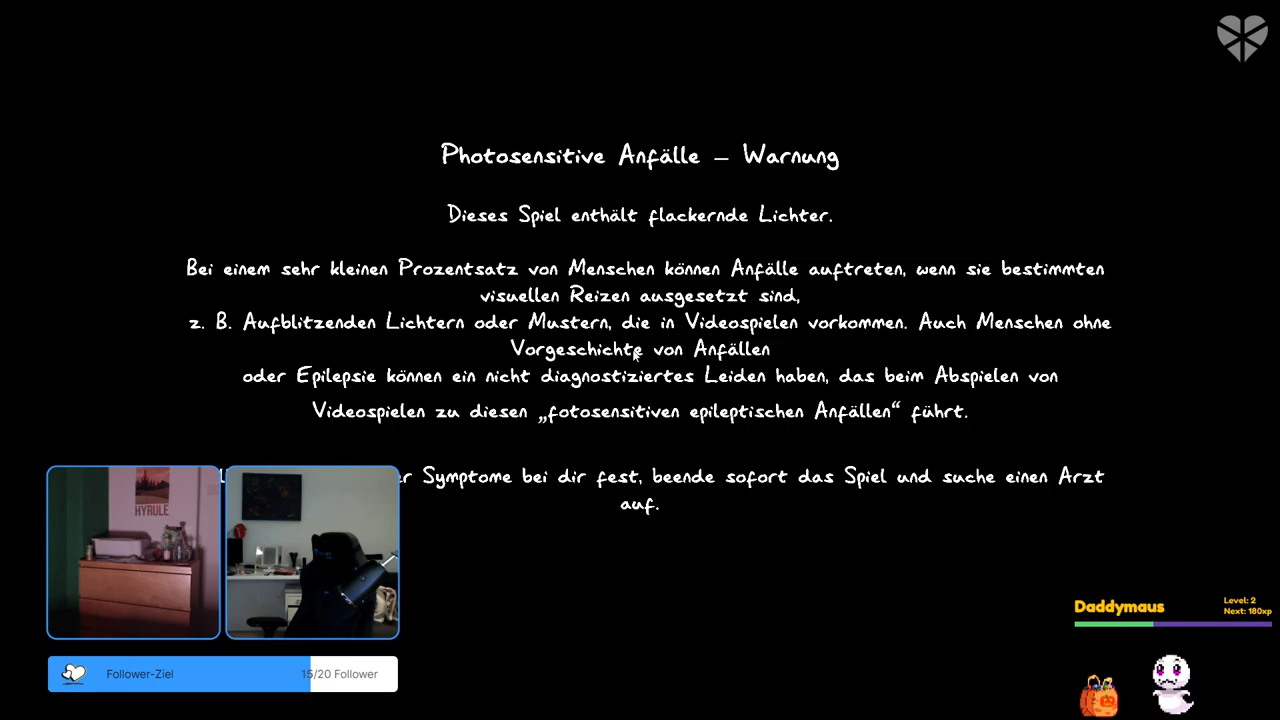 Photosensitive Anfälle – Warnung
Dieses Spiel enthält flackernde Lichter.
Bei einem sehr kleinen Prozentsatz von Menschen können Anfälle auftreten, wenn sie bestimmten
visuellen Reizen ausgesetzt sind,
z. B. Aufblitzenden Lichtern oder Mustern, die in Videospielen vorkommen. Auch Menschen ohne
Vorgeschichte von Anfällen
oder Epilepsie können ein nicht diagnostiziertes Leiden haben, das beim Abspielen von
Videospielen zu diesen „fotosensitiven epileptischen Anfällen“ führt.
Symptome bei dir fest, beende sofort das Spiel und suche einen Arzt
auf.
HYRULE
Follower-Ziel
15/20 Follower
Daddymaus
Level: 2
Next: 180xp